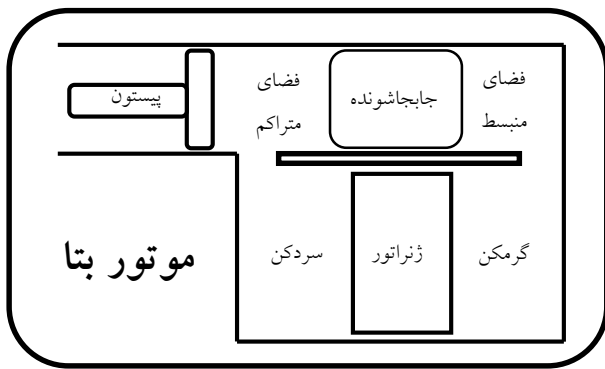 فضای
منبسط
جابجاشونده
فضای
متراکم
پیستون
گرمکن
ژنراتور
سردکن
موتور بتا